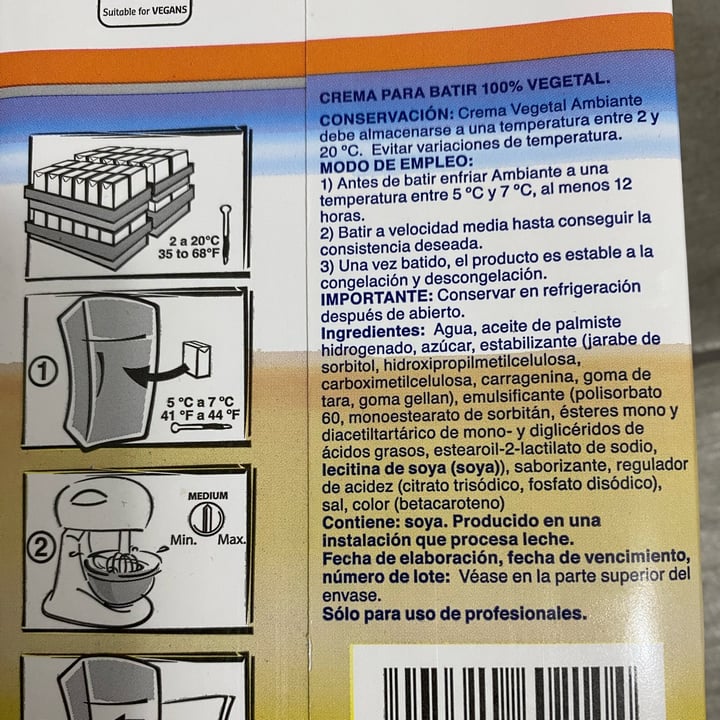 Suitable for VEGANS
2 a 20°C
35 to 68°F
1
5 °C a 7 °C
41 °F a 44 °F
2
MEDIUM
Min. Max.
CREMA PARA BATIR 100% VEGETAL.
CONSERVACIÓN: Crema Vegetal Ambiante
debe almacenarse a una temperatura entre 2 y
20 ºC. Evitar variaciones de temperatura.
MODO DE EMPLEO:
1) Antes de batir enfriar Ambiante a una
temperatura entre 5 ºC y 7 ºC, al menos 12
horas.
2) Batir a velocidad media hasta conseguir la
consistencia deseada.
3) Una vez batido, el producto es estable a la
congelación y descongelación.
IMPORTANTE: Conservar en refrigeración
después de abierto.
Ingredientes: Agua, aceite de palmiste
hidrogenado, azúcar, estabilizante (jarabe de
sorbitol, hidroxipropilmetilcelulosa,
carboximetilcelulosa, carragenina, goma de
tara, goma gellan), emulsificante (polisorbato
60, monoestearato de sorbitán, ésteres mono y
diacetiltartárico de mono- y diglicéridos de
ácidos grasos, estearoil-2-lactilato de sodio,
lecitina de soya (soya)), saborizante, regulador
de acidez (citrato trisódico, fosfato disódico),
sal, color (betacaroteno)
Contiene: soya. Producido en una
instalación que procesa leche.
Fecha de elaboración, fecha de vencimiento,
número de lote: Véase en la parte superior del
envase.
Sólo para uso de profesionales.